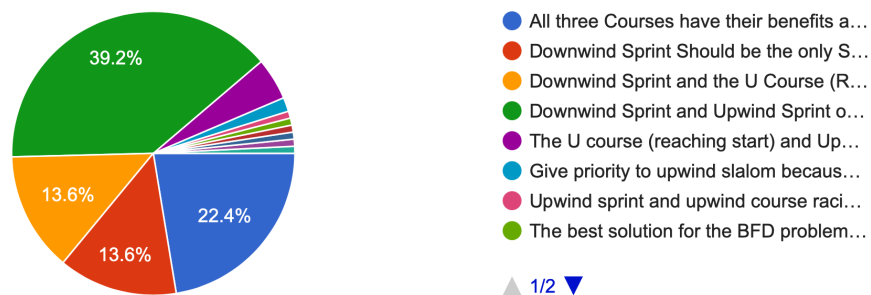 39.2%
13.6%
13.6%
22.4%
All three Courses have their benefits a…
Downwind Sprint Should be the only S…
Downwind Sprint and the U Course (R…
Downwind Sprint and Upwind Sprint o…
The U course (reaching start) and Up…
Give priority to upwind slalom becaus…
Upwind sprint and upwind course raci…
The best solution for the BFD problem…
1/2